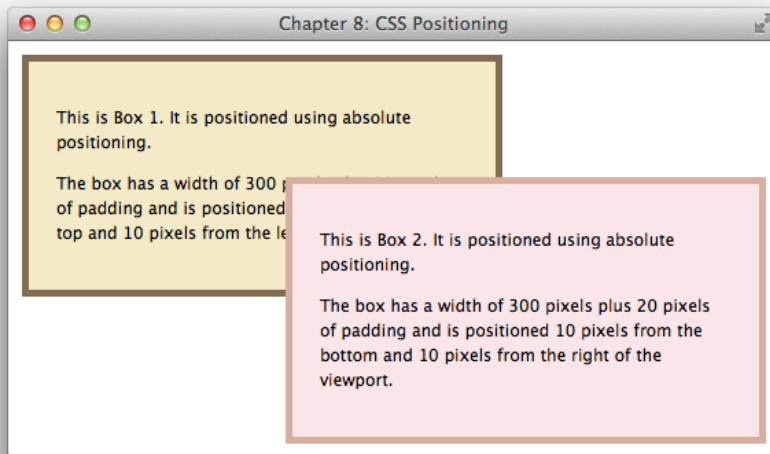 Chapter 8: CSS Positioning
This is Box 1. It is positioned using absolute
positioning.
The box has a width of 300
of padding and is positioned
top and 10 pixels from the
This is Box 2. It is positioned using absolute
positioning.
The box has a width of 300 pixels plus 20 pixels
of padding and is positioned 10 pixels from the
bottom and 10 pixels from the right of the
viewport.